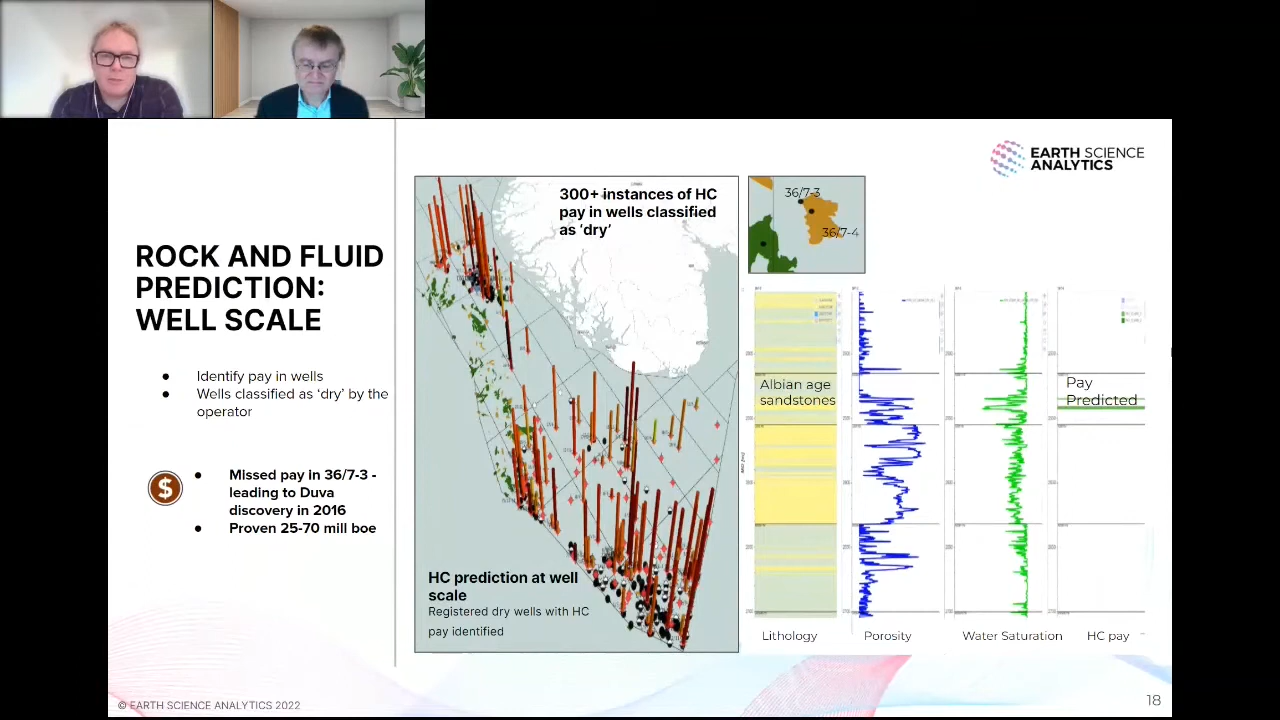 EARTH SCIENCE
ANALYTICS
ROCK AND FLUID
PREDICTION:
WELL SCALE
● Identify pay in wells
● Wells classified as ‘dry’ by the
operator
$
● Missed pay in 36/7-3 -
leading to Duva
discovery in 2016
● Proven 25-70 mill boe
300+ instances of HC
pay in wells classified
as ‘dry’
HC prediction at well
scale
Registered dry wells with HC
pay identified
36/7-3
36/7-4
Albian age
sandstones
Pay
Predicted
Lithology
Porosity
Water Saturation
HC pay
© EARTH SCIENCE ANALYTICS 2022
18